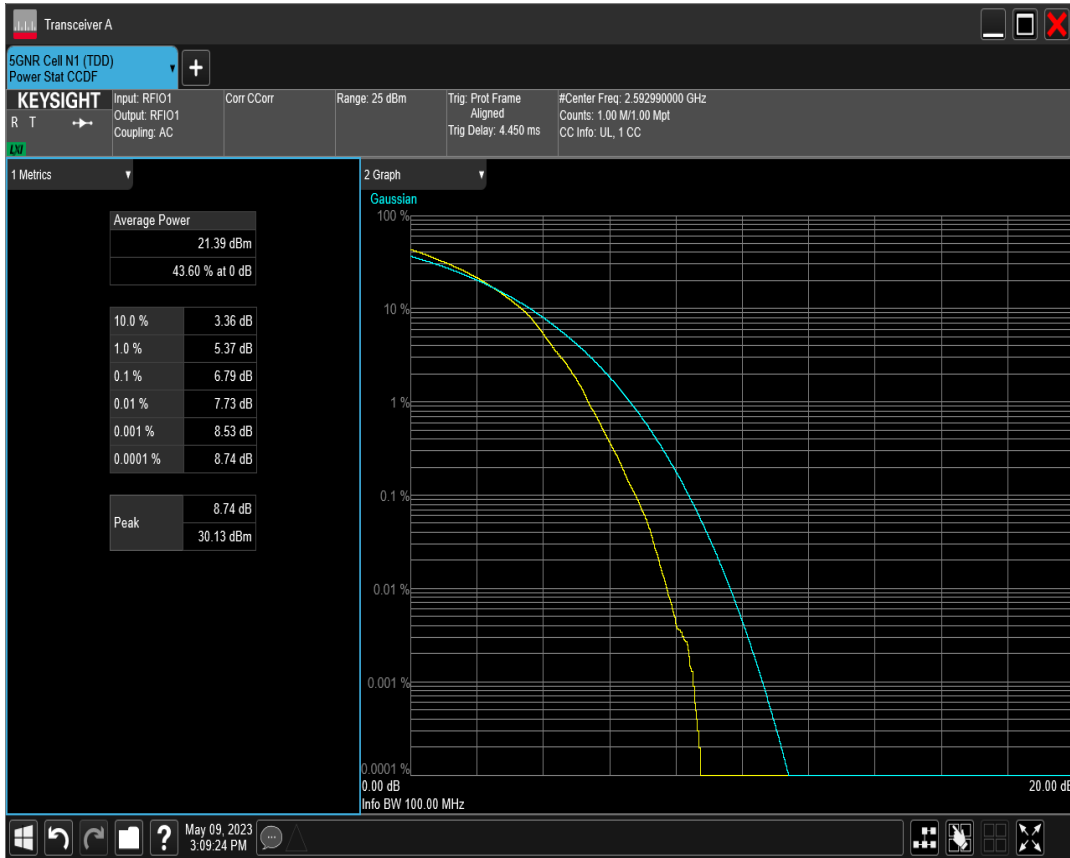 Transceiver A
5GNR Cell N1 (TDD)
Power Stat CCDF
+
KEYSIGHT
R T
LXI
Input: RFIO1
Output: RFIO1
Coupling: AC
Corr CCorr
Range: 25 dBm
Trig: Prot Frame
Aligned
Trig Delay: 4.450 ms
#Center Freq: 2.592990000 GHz
Counts: 1.00 M/1.00 Mpt
CC Info: UL, 1 CC
1 Metrics
Average Power
21.39 dBm
43.60 % at 0 dB
10.0 % 3.36 dB
1.0 % 5.37 dB
0.1 % 6.79 dB
0.01 % 7.73 dB
0.001 % 8.53 dB
0.0001 % 8.74 dB
Peak
8.74 dB
30.13 dBm
2 Graph
Gaussian
100 %
10 %
1 %
0.1 %
0.01 %
0.001 %
0.0001 %
0.00 dB 20.00 dB
Info BW 100.00 MHz
?
May 09, 2023
3:09:24 PM